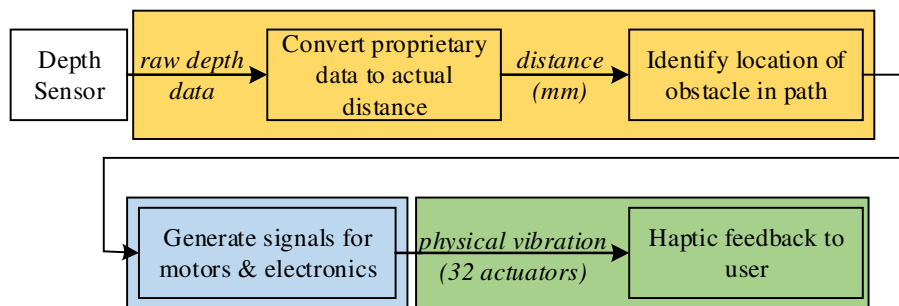 Depth
Sensor
raw depth
data
Convert proprietary
data to actual
distance
distance
(mm)
Identify location of
obstacle in path
Generate signals for
motors & electronics
physical vibration
(32 actuators)
Haptic feedback to
user